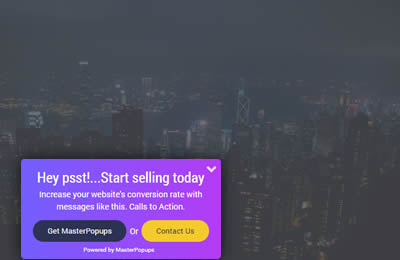 Hey psst!...Start selling today
Increase your website's conversion rate with
messages like this. Calls to Action.
Get MasterPopups Or Contact Us
Powered by MasterPopups